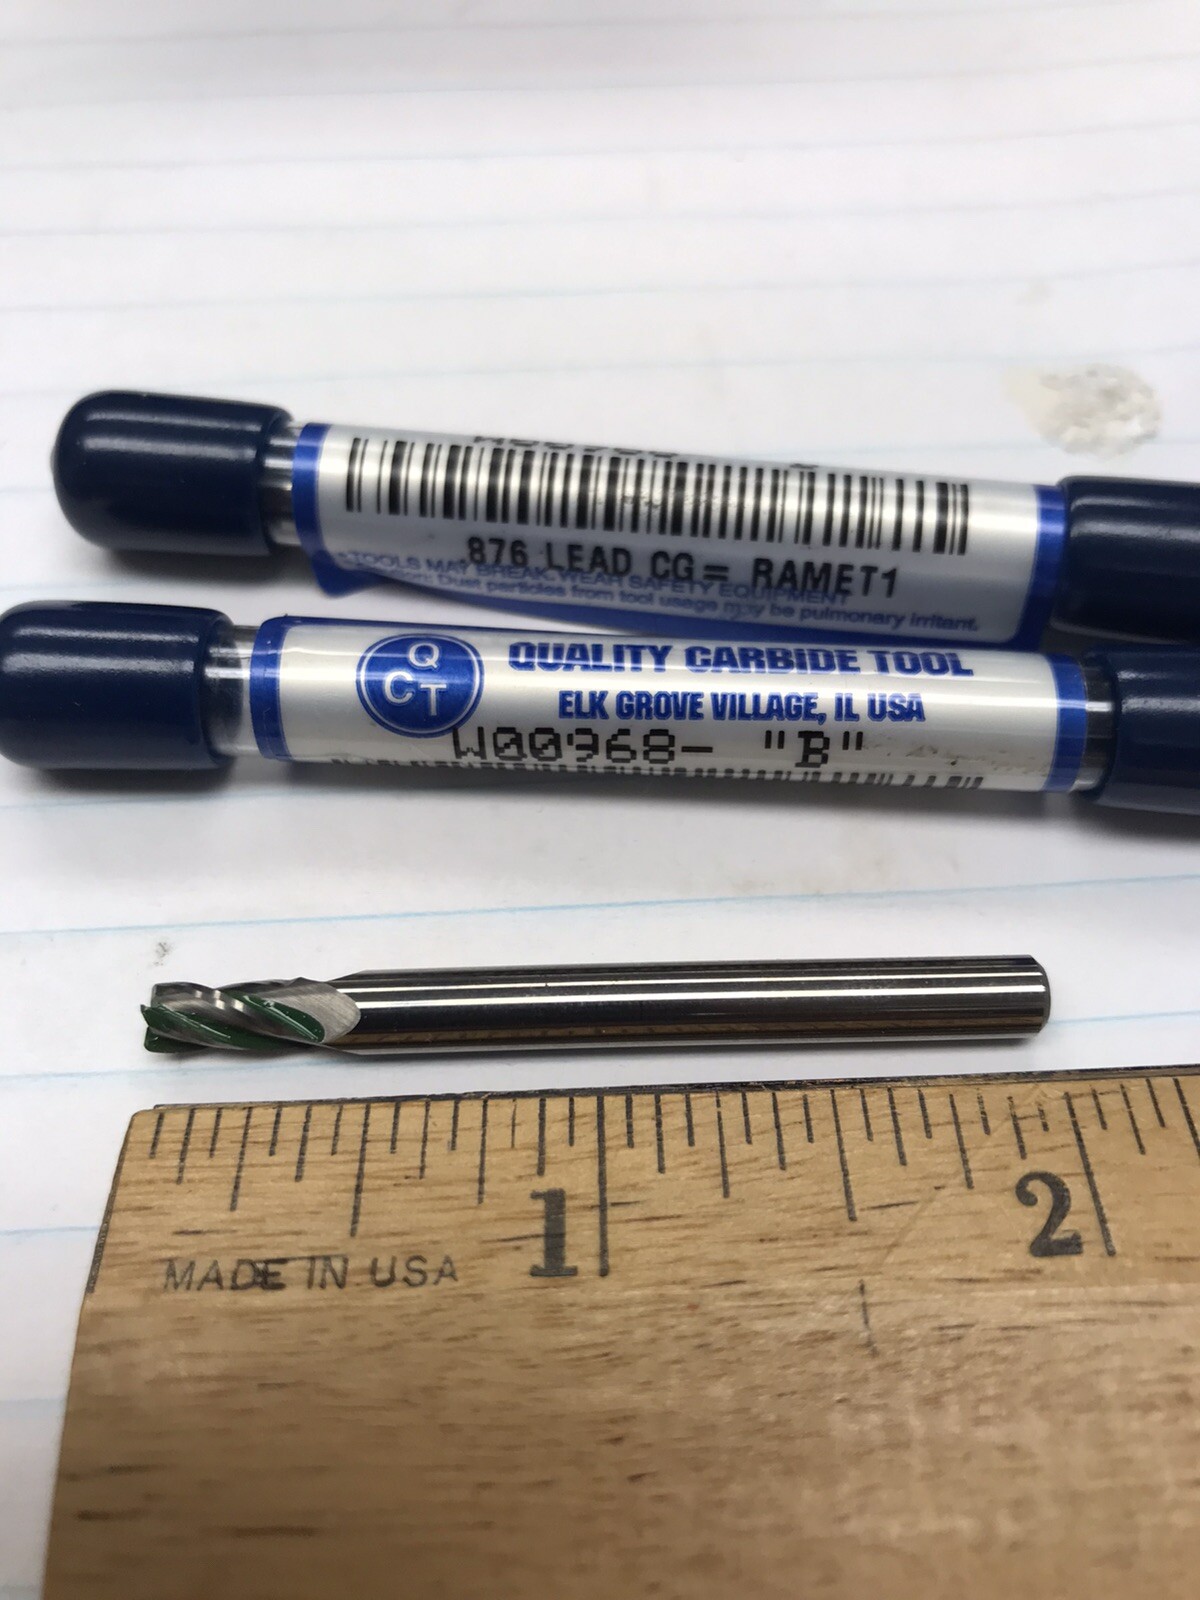 .876 LEAD CG= RAMET1
*TOOLS MAY BREAK. WEAR SAFETY EQUIPMENT
Dust particles from tool usage may be pulmonary irritant.
QCT
QUALITY CARBIDE TOOL
ELK GROVE VILLAGE, IL USA
W00368- "B"
1
2
MADE IN USA